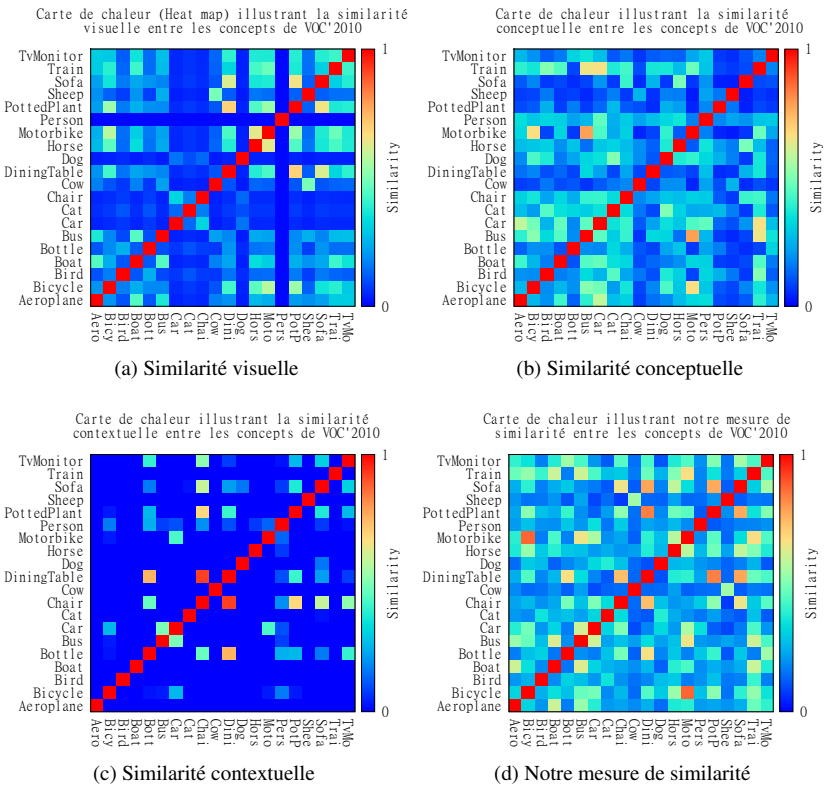 Carte de chaleur (Heat map) illustrant la similarité
visuelle entre les concepts de VOC'2010
TvMonitor
Train
Sofa
Sheep
PottedPlant
Person
Motorbike
Horse
Dog
DiningTable
Cow
Chair
Cat
Car
Bus
Bottle
Boat
Bird
Bicycle
Aeroplane
Aero
Bicy
Bird
Boat
Bott
Bus
Car
Cat
Chai
Cow
Dini
Dog
Hors
Moto
Pers
PotP
Shee
Sofa
Trai
TvMo
1
Similarity
0
(a) Similarité visuelle
Carte de chaleur illustrant la similarité
conceptuelle entre les concepts de VOC'2010
TvMonitor
Train
Sofa
Sheep
PottedPlant
Person
Motorbike
Horse
Dog
DiningTable
Cow
Chair
Cat
Car
Bus
Bottle
Boat
Bird
Bicycle
Aeroplane
Aero
Bicy
Bird
Boat
Bott
Bus
Car
Cat
Chai
Cow
Dini
Dog
Hors
Moto
Pers
PotP
Shee
Sofa
Trai
TvMo
1
Similarity
0
(b) Similarité conceptuelle
Carte de chaleur illustrant la similarité
contextuelle entre les concepts de VOC'2010
TvMonitor
Train
Sofa
Sheep
PottedPlant
Person
Motorbike
Horse
Dog
DiningTable
Cow
Chair
Cat
Car
Bus
Bottle
Boat
Bird
Bicycle
Aeroplane
Aero
Bicy
Bird
Boat
Bott
Bus
Car
Cat
Chai
Cow
Dini.
Dog
Hors
Moto
Pers
PotP
Shee
Sofa
Trai
TvMo
1
Similarity
0
(c) Similarité contextuelle
Carte de chaleur illustrant notre mesure de
similarité entre les concepts de VOC'2010
TvMonitor
Train
Sofa
Sheep
PottedPlant
Person
Motorbike
Horse
Dog
DiningTable
Cow
Chair
Cat
Car
Bus
Bottle
Boat
Bird
Bicycle
Aeroplane
Aero
Bicy
Bird
Boat
Bott
Bus
Car
Cat
Chai
Cow
Dini.
Dog
Hors
Moto
Pers
PotP
Shee
Sofa
Trai
TvMo
1
Similarity
0
(d) Notre mesure de similarité